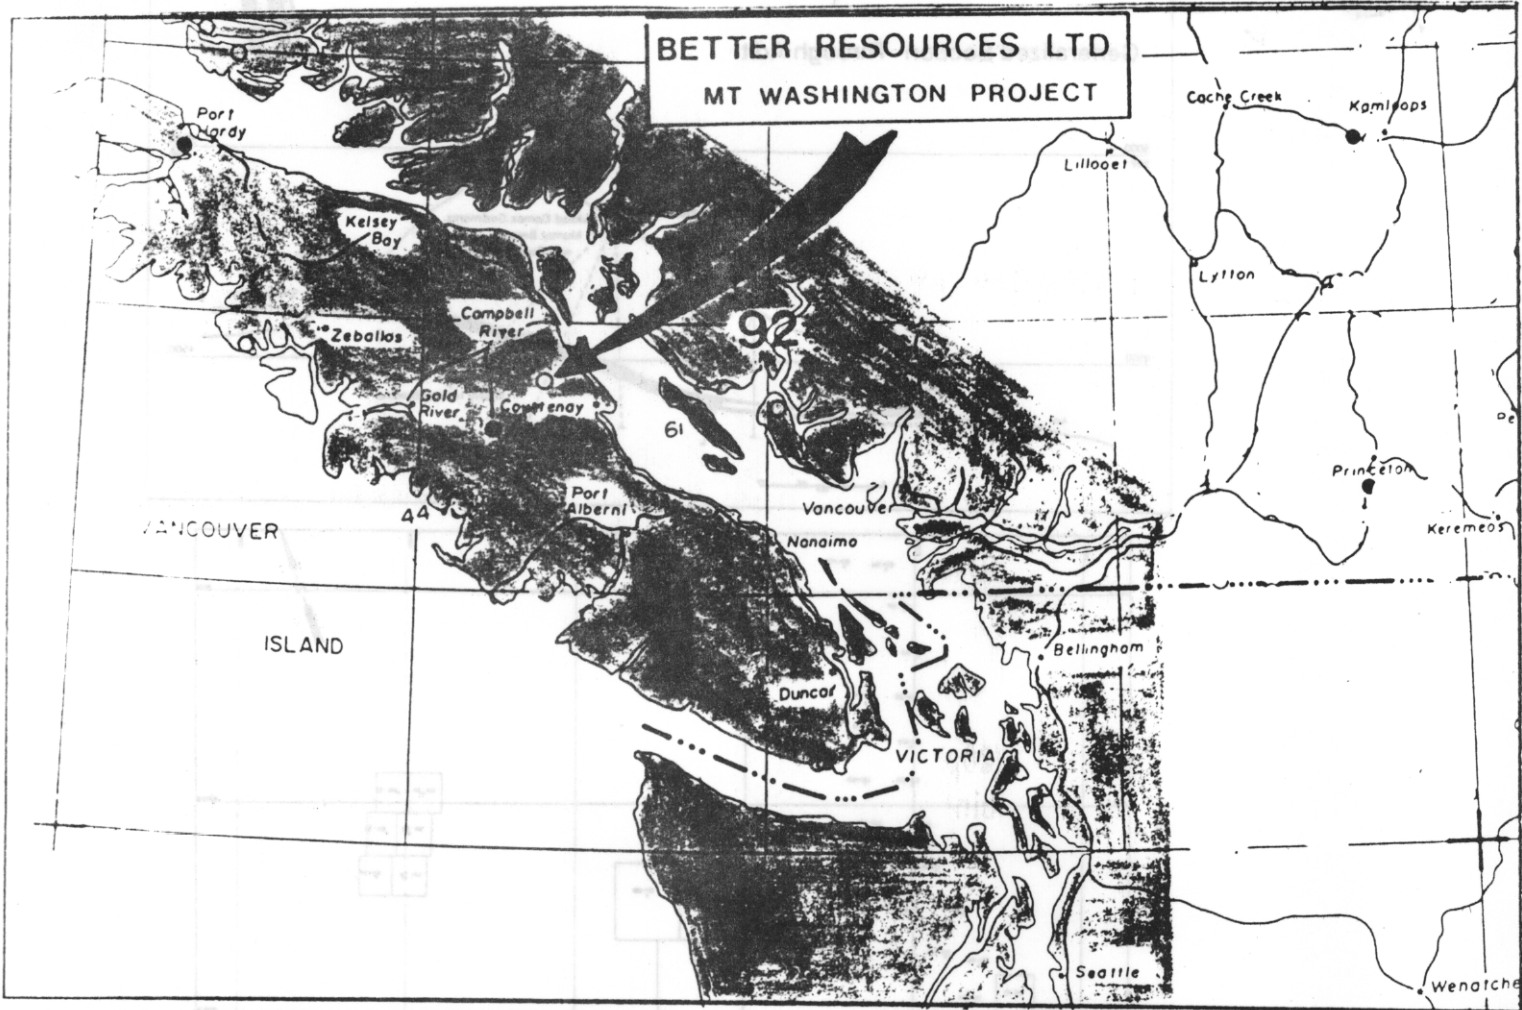 BETTER RESOURCES LTD
MT WASHINGTON PROJECT
Cache Creek
Kamloops
Port
Hardy
Lillooet
Kelsey
Bay
Lytton
Campbell
River
92
Zeballos
Gold
River
Courtenay
61
Princeton
Port
Alberni
Vancouver
44
VANCOUVER
Keremeos
Nanaimo
ISLAND
Bellingham
Duncan
VICTORIA
Seattle
Wenatche